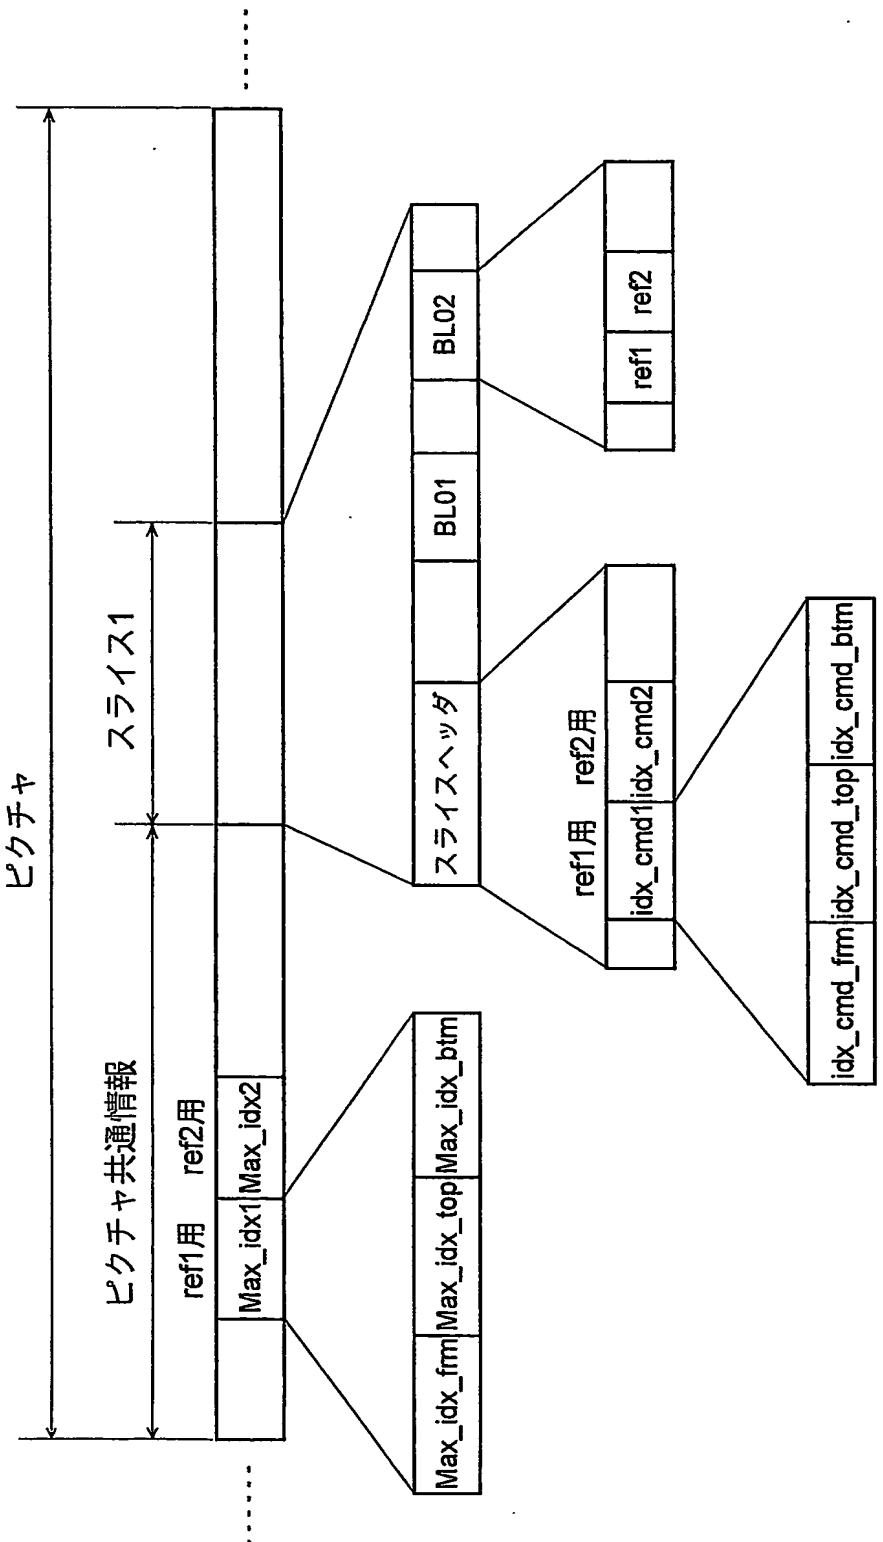 ピクチャ
ピクチャ共通情報
スライス1
ref1用
ref2用
Max_idx1
Max_idx2
Max_idx_frm
Max_idx_top
Max_idx_btm
スライスヘッダ
BL01
BL02
ref1用
ref2用
idx_cmd1
idx_cmd2
ref1
ref2
idx_cmd_frm
idx_cmd_top
idx_cmd_btm